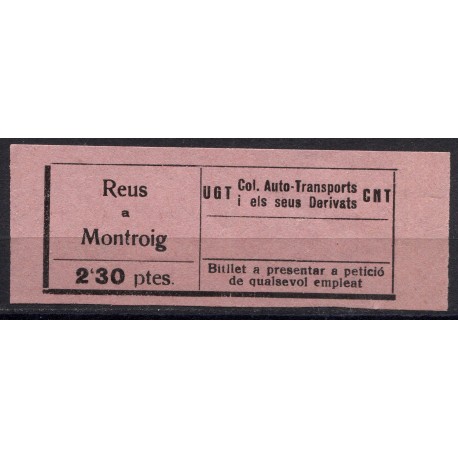 Reus
a
Montroig
2'30 ptes.
UGT Col. Auto-Transports CNT
i els seus Derivats
Bitllet a presentar a petició
de qualsevol empleat